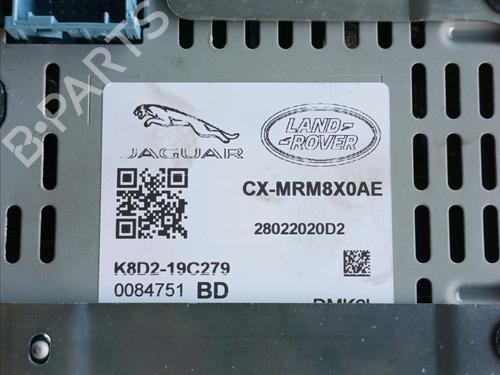 JAGUAR
LAND
ROVER
CX-MRM8X0AE
28022020D2
K8D2-19C279
0084751 BD
B-PARTS